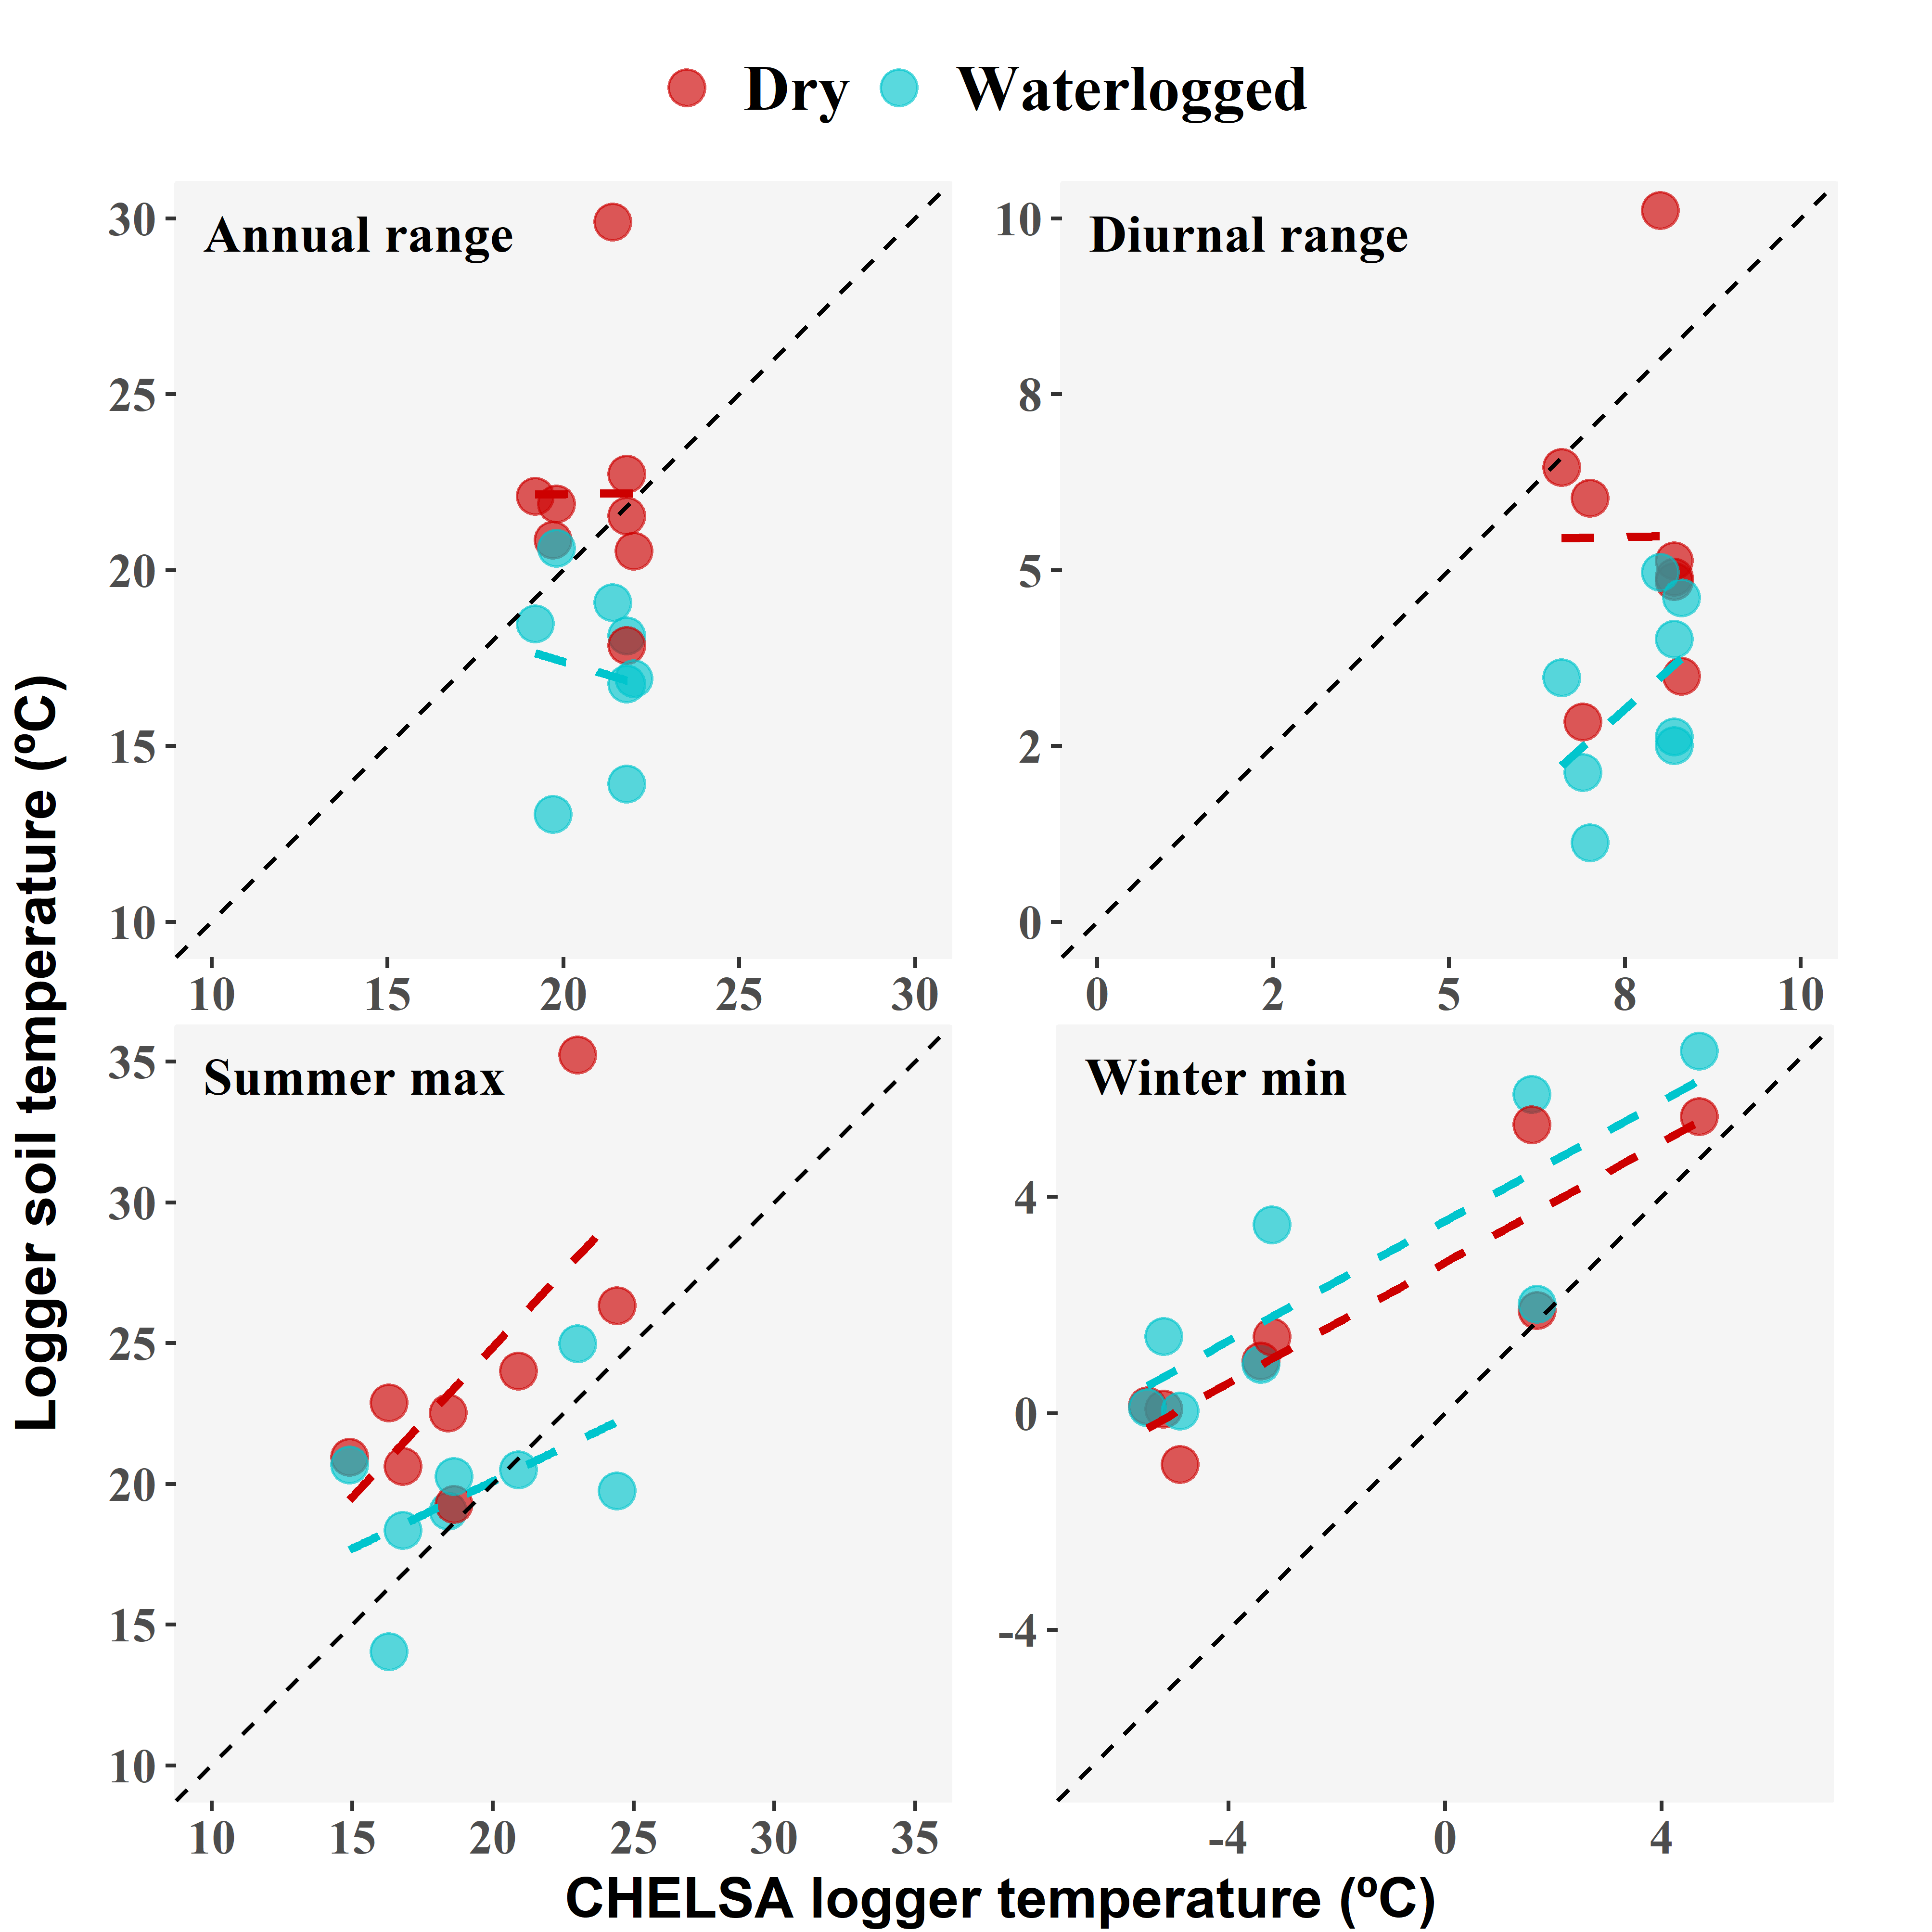 Dry Waterlogged
Annual range
30
25
20
15
10
10 15 20 25 30
Diurnal range
10
8
5
2
0
0 2 5 8 10
Summer max
35
30
25
20
15
10
10 15 20 25 30 35
Winter min
4
0
-4
-4 0 4
Logger soil temperature (ºC)
CHELSA logger temperature (ºC)